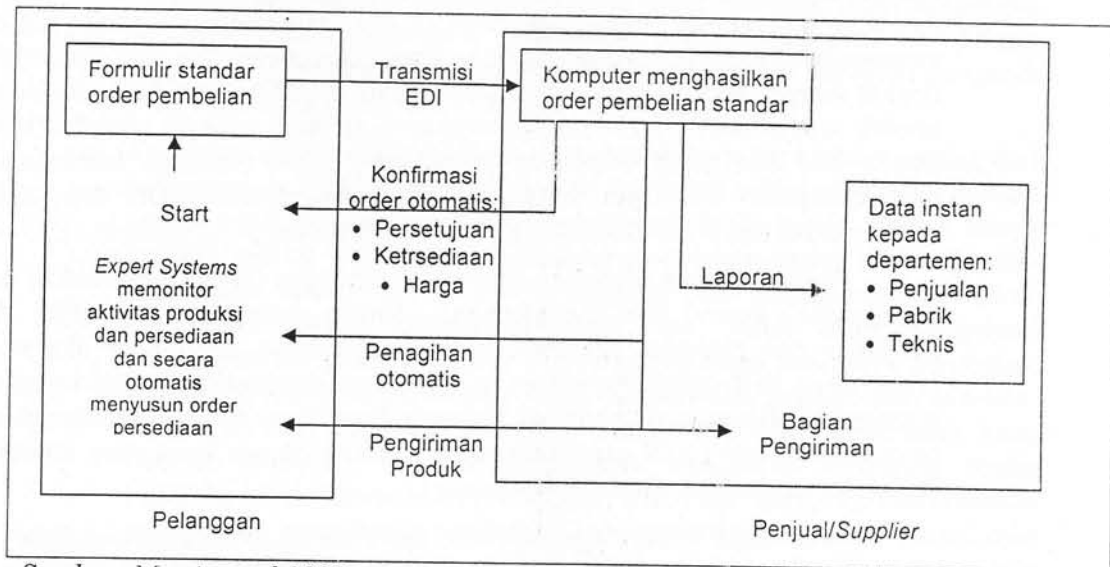 Formulir standar
order pembelian
Transmisi
EDI
Komputer menghasilkan
order pembelian standar
Start
Expert Systems
memonitor
aktivitas produksi
dan persediaan
dan secara
otomatis
menyusun order
persediaan
Konfirmasi
order otomatis:
• Persetujuan
• Ketrsediaan
• Harga
Penagihan
otomatis
Pengiriman
Produk
Laporan
Data instan
kepada
departemen:
• Penjualan
• Pabrik
• Teknis
Bagian
Pengiriman
Pelanggan
Penjual/Supplier